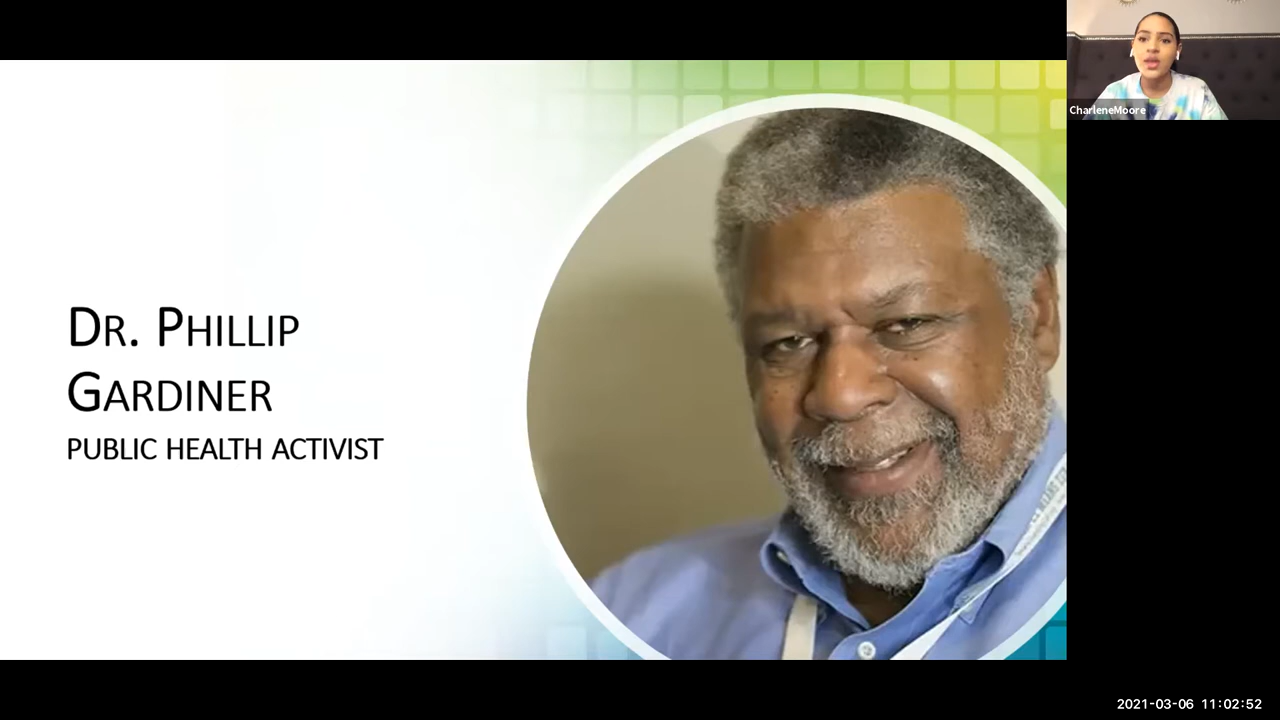 CharleneMoore
DR. PHILLIP
GARDINER
PUBLIC HEALTH ACTIVIST
2021-03-06 11:02:52